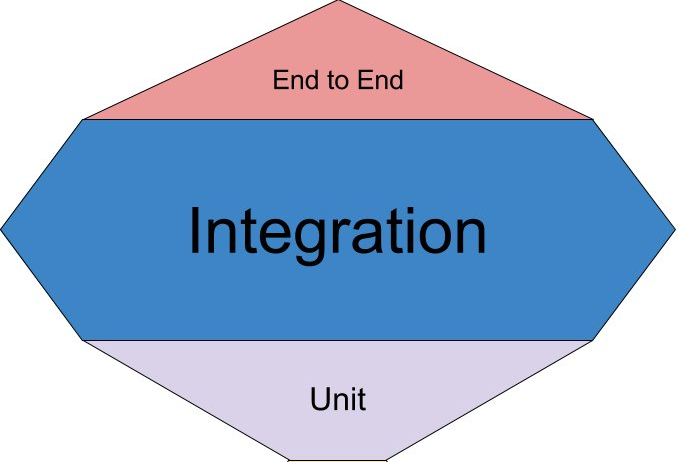 End to End
Integration
Unit